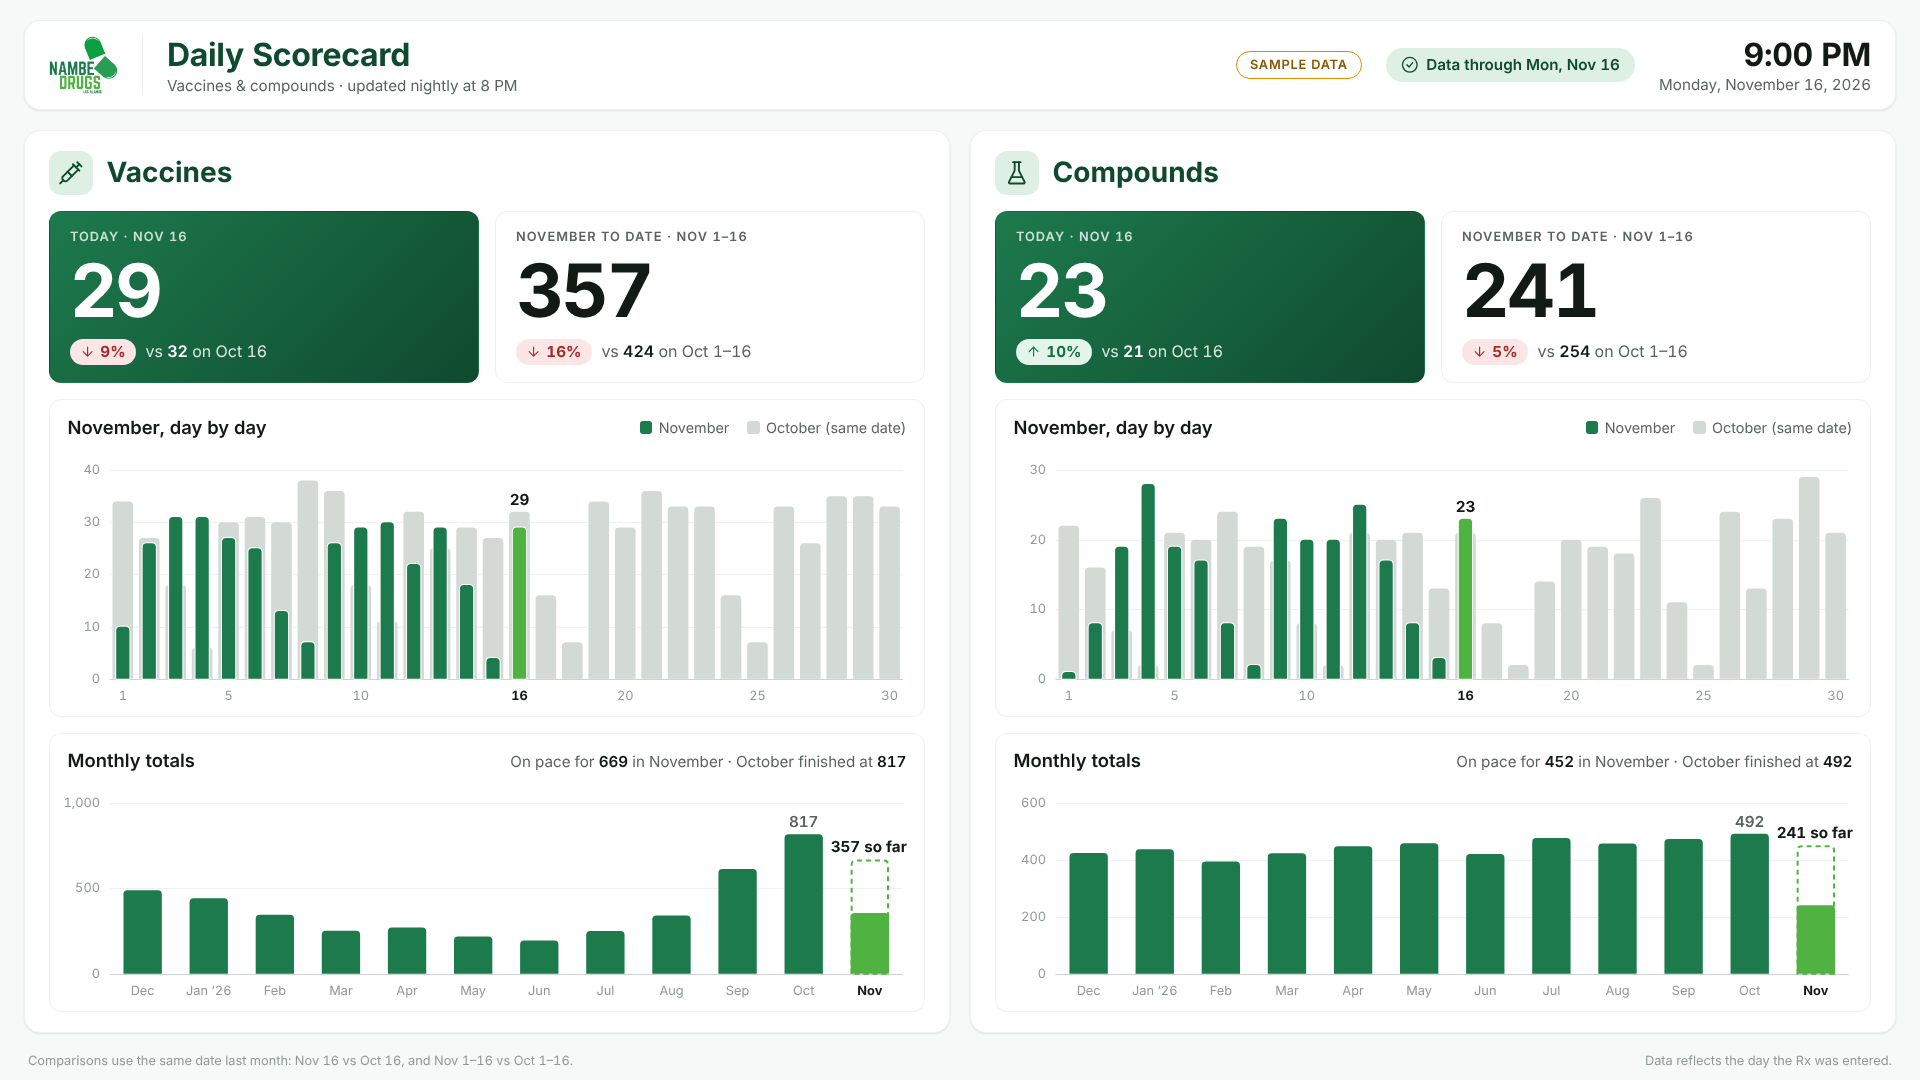 NAMBE
DRUGS
LOS ALAMOS
Daily Scorecard
Vaccines & compounds · updated nightly at 8 PM
SAMPLE DATA
Data through Mon, Nov 16
9:00 PM
Monday, November 16, 2026
Vaccines
TODAY · NOV 16
29
↓ 9% vs 32 on Oct 16
NOVEMBER TO DATE · NOV 1–16
357
↓ 16% vs 424 on Oct 1–16
November, day by day
November
October (same date)
40
30
20
10
0
29
1 5 10 16 20 25 30
Monthly totals
On pace for 669 in November · October finished at 817
1,000
500
0
817
357 so far
Dec Jan '26 Feb Mar Apr May Jun Jul Aug Sep Oct Nov
Compounds
TODAY · NOV 16
23
↑ 10% vs 21 on Oct 16
NOVEMBER TO DATE · NOV 1–16
241
↓ 5% vs 254 on Oct 1–16
November, day by day
November
October (same date)
30
20
10
0
23
1 5 10 16 20 25 30
Monthly totals
On pace for 452 in November · October finished at 492
600
400
200
0
492
241 so far
Dec Jan '26 Feb Mar Apr May Jun Jul Aug Sep Oct Nov
Comparisons use the same date last month: Nov 16 vs Oct 16, and Nov 1–16 vs Oct 1–16.
Data reflects the day the Rx was entered.